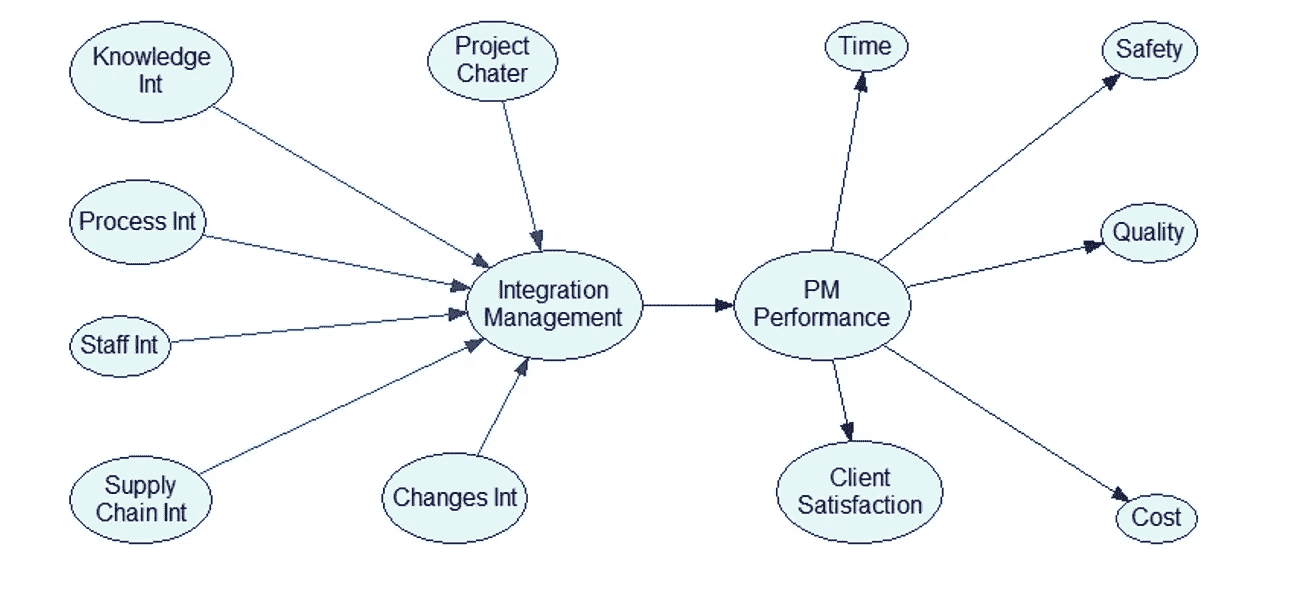 Knowledge
Int
Project
Chater
Time
Safety
Process Int
Quality
Integration
Management
PM
Performance
Staff Int
Supply
Chain Int
Changes Int
Client
Satisfaction
Cost